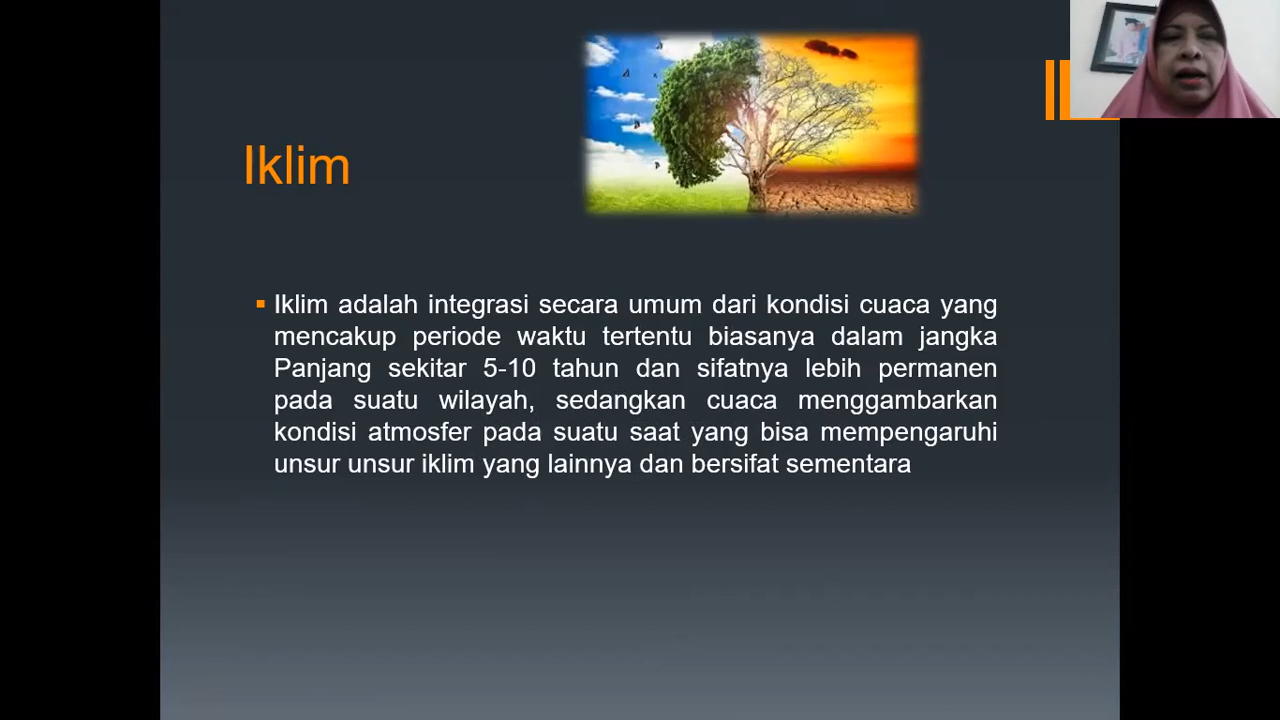 Iklim
Iklim adalah integrasi secara umum dari kondisi cuaca yang
mencakup periode waktu tertentu biasanya dalam jangka
Panjang sekitar 5-10 tahun dan sifatnya lebih permanen
pada suatu wilayah, sedangkan cuaca menggambarkan
kondisi atmosfer pada suatu saat yang bisa mempengaruhi
unsur unsur iklim yang lainnya dan bersifat sementara